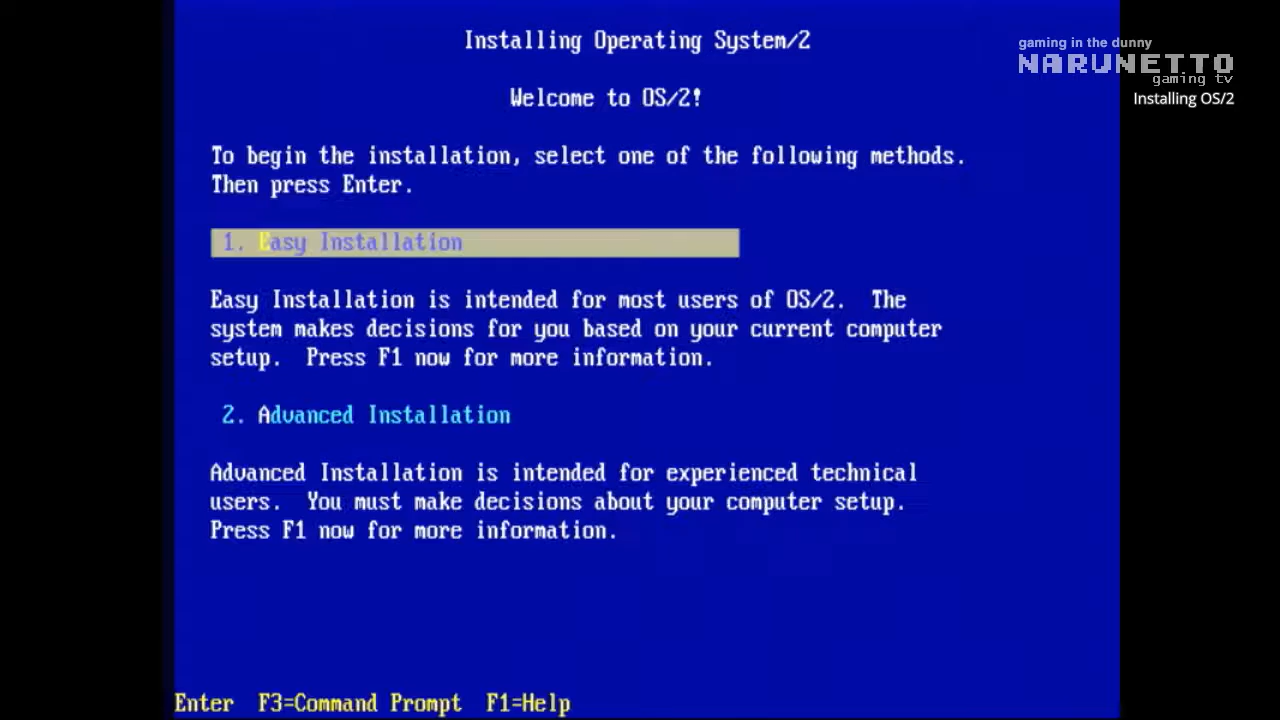 Installing Operating System/2
gaming in the dunny
NARUNETTO
gaming tv
Installing OS/2
Welcome to OS/2!
To begin the installation, select one of the following methods.
Then press Enter.
1. Easy Installation
Easy Installation is intended for most users of OS/2. The
system makes decisions for you based on your current computer
setup. Press F1 now for more information.
2. Advanced Installation
Advanced Installation is intended for experienced technical
users. You must make decisions about your computer setup.
Press F1 now for more information.
Enter F3=Command Prompt F1=Help